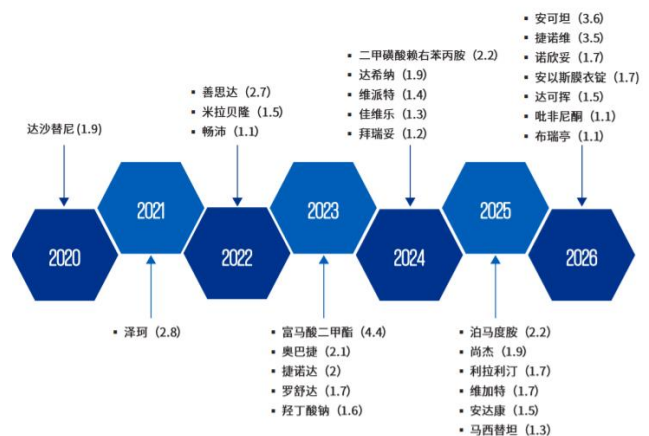 达沙替尼 (1.9)
2020
2021
▪ 泽珂（2.8）
▪ 善思达（2.7）
▪ 米拉贝隆（1.5）
▪ 畅沛（1.1）
2022
2023
▪ 富马酸二甲酯（4.4）
▪ 奥巴捷（2.1）
▪ 捷诺达（2）
▪ 罗舒达（1.7）
▪ 羟丁酸钠（1.6）
▪ 二甲磺酸赖右苯丙胺（2.2）
▪ 达希纳（1.9）
▪ 维派特（1.4）
▪ 佳维乐（1.3）
▪ 拜瑞妥（1.2）
2024
2025
▪ 泊马度胺（2.2）
▪ 尚杰（1.9）
▪ 利拉利汀（1.7）
▪ 维加特（1.7）
▪ 安达康（1.5）
▪ 马西替坦（1.3）
▪ 安可坦（3.6）
▪ 捷诺维（3.5）
▪ 诺欣妥（1.7）
▪ 安以斯膜衣锭（1.7）
▪ 达可挥（1.5）
▪ 吡非尼酮（1.1）
▪ 布瑞亭（1.1）
2026